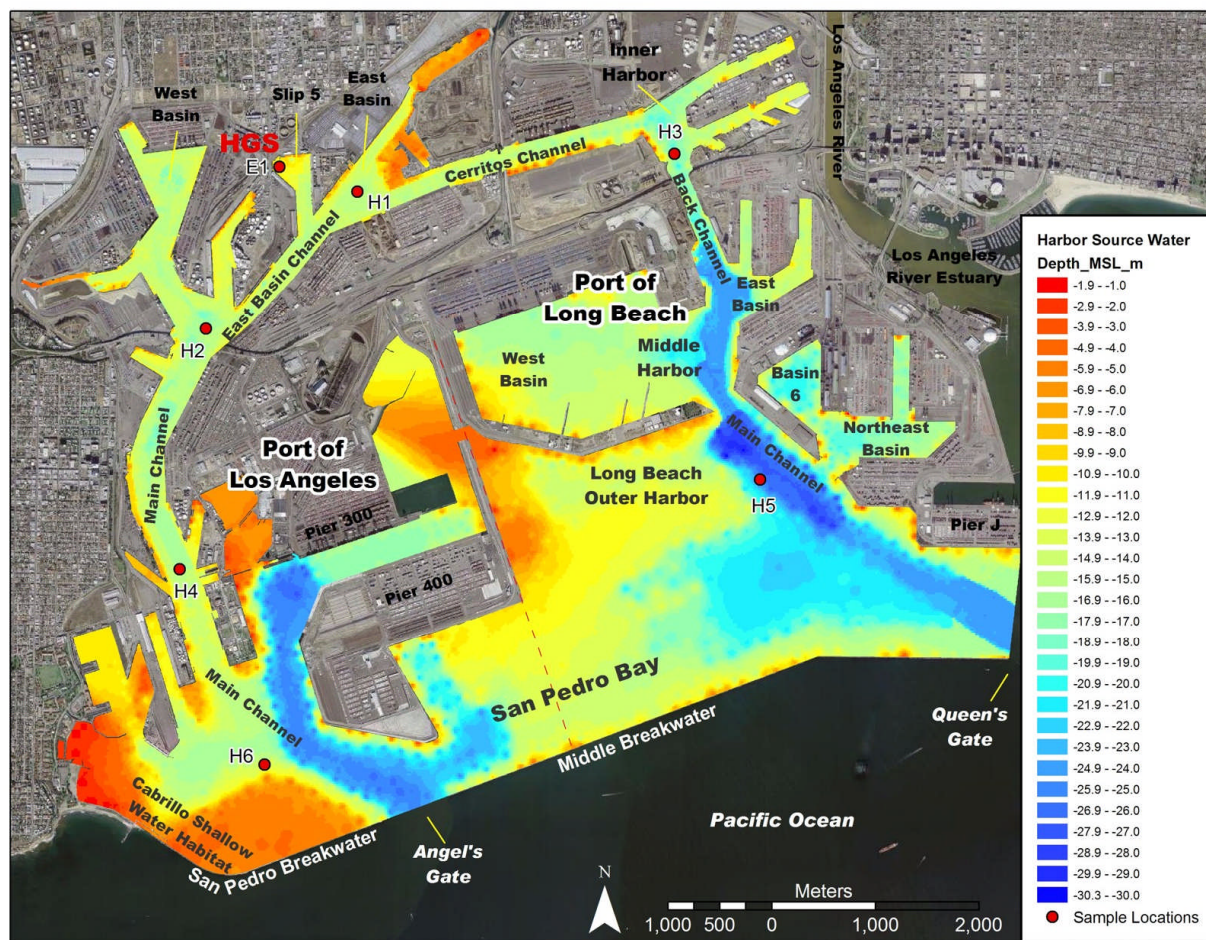 West
Basin
Slip 5
East
Basin
Inner
Harbor
Los Angeles River
HGS
E1
H1
H3
Cerritos Channel
Back Channel
East Basin Channel
H2
Port of
Long Beach
East
Basin
Los Angeles
River Estuary
West
Basin
Middle
Harbor
Basin
6
Northeast
Basin
Main Channel
Port of
Los Angeles
Long Beach
Outer Harbor
Main Channel
H5
Pier J
Pier 300
Pier 400
H4
Main Channel
San Pedro Bay
Middle Breakwater
Queen's
Gate
H6
Cabrillo Shallow
Water Habitat
San Pedro Breakwater
Angel's
Gate
Pacific Ocean
N
Meters
1,000 500 0 1,000 2,000
Harbor Source Water
Depth_MSL_m
-1.9 - -1.0
-2.9 - -2.0
-3.9 - -3.0
-4.9 - -4.0
-5.9 - -5.0
-6.9 - -6.0
-7.9 - -7.0
-8.9 - -8.0
-9.9 - -9.0
-10.9 - -10.0
-11.9 - -11.0
-12.9 - -12.0
-13.9 - -13.0
-14.9 - -14.0
-15.9 - -15.0
-16.9 - -16.0
-17.9 - -17.0
-18.9 - -18.0
-19.9 - -19.0
-20.9 - -20.0
-21.9 - -21.0
-22.9 - -22.0
-23.9 - -23.0
-24.9 - -24.0
-25.9 - -25.0
-26.9 - -26.0
-27.9 - -27.0
-28.9 - -28.0
-29.9 - -29.0
-30.3 - -30.0
Sample Locations